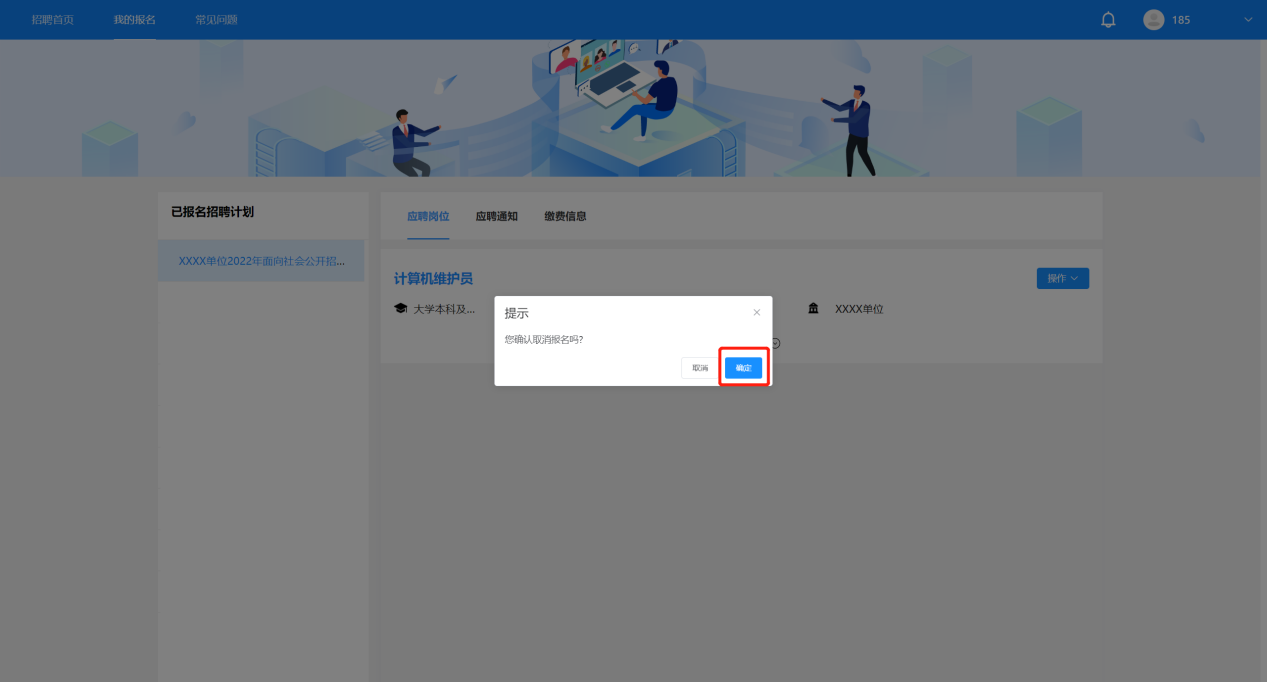 招聘首页 我的报名 常见问题 185
已报名招聘计划
应聘岗位 应聘通知 缴费信息
XXXX单位2022年面向社会公开招...
计算机维护员 操作
大学本科及... XXXX单位
提示
您确认取消报名吗?
取消 确定